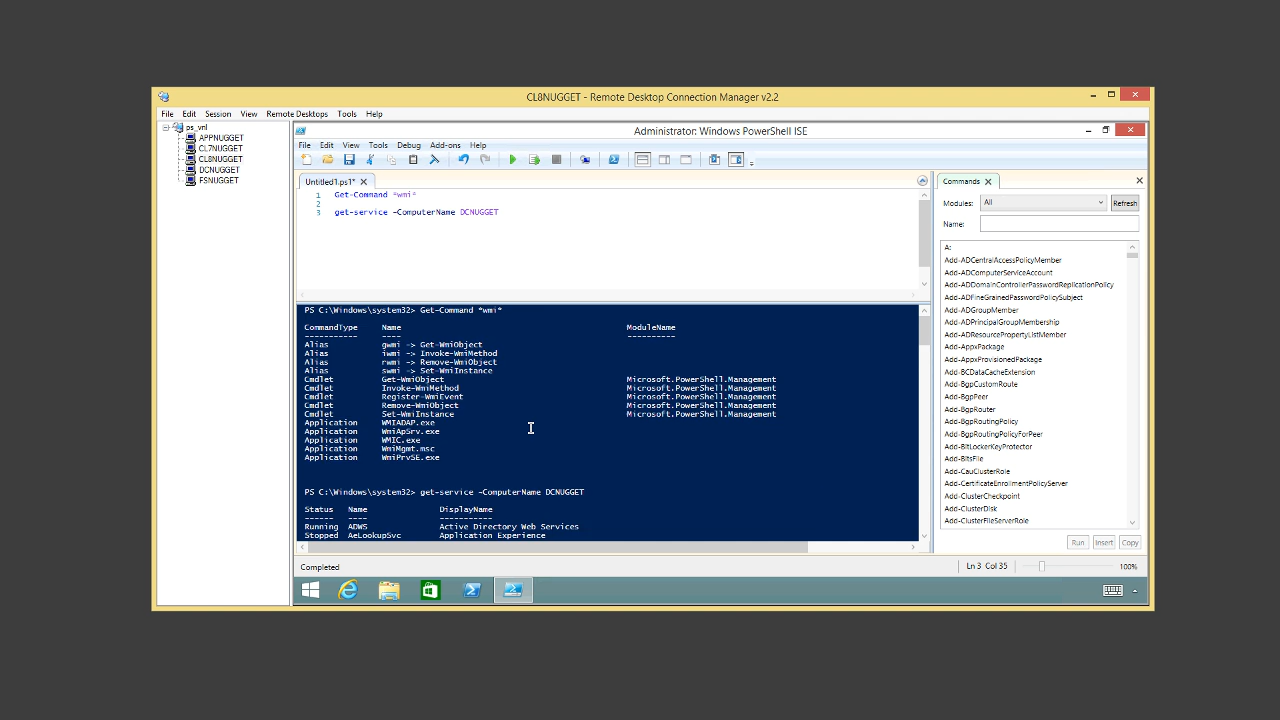 CL8NUGGET - Remote Desktop Connection Manager v2.2
File Edit Session View Remote Desktops Tools Help
ps_vnl
APPNUGGET
CL7NUGGET
CL8NUGGET
DCNUGGET
FSNUGGET
Administrator: Windows PowerShell ISE
File Edit View Tools Debug Add-ons Help
Untitled1.ps1*
1 Get-Command *wmi*
2
3 get-service -ComputerName DCNUGGET
PS C:\Windows\system32> Get-Command *wmi*
CommandType Name ModuleName
----------- ---- ----------
Alias gwmi -> Get-WmiObject
Alias iwmi -> Invoke-WmiMethod
Alias rwmi -> Remove-WmiObject
Alias swmi -> Set-WmiInstance
Cmdlet Get-WmiObject Microsoft.PowerShell.Management
Cmdlet Invoke-WmiMethod Microsoft.PowerShell.Management
Cmdlet Register-WmiEvent Microsoft.PowerShell.Management
Cmdlet Remove-WmiObject Microsoft.PowerShell.Management
Cmdlet Set-WmiInstance Microsoft.PowerShell.Management
Application WMIADAP.exe
Application WmiApSrv.exe
Application WMIC.exe
Application WmiMgmt.msc
Application WmiPrvSE.exe
PS C:\Windows\system32> get-service -ComputerName DCNUGGET
Status Name DisplayName
------ ---- -----------
Running ADWS Active Directory Web Services
Stopped AeLookupSvc Application Experience
Commands
Modules: All Refresh
Name:
A:
Add-ADCentralAccessPolicyMember
Add-ADComputerServiceAccount
Add-ADDomainControllerPasswordReplicationPolicy
Add-ADFineGrainedPasswordPolicySubject
Add-ADGroupMember
Add-ADPrincipalGroupMembership
Add-ADResourcePropertyListMember
Add-AppxPackage
Add-AppxProvisionedPackage
Add-BCDataCacheExtension
Add-BgpCustomRoute
Add-BgpPeer
Add-BgpRouter
Add-BgpRoutingPolicy
Add-BgpRoutingPolicyForPeer
Add-BitLockerKeyProtector
Add-BitsFile
Add-CauClusterRole
Add-CertificateEnrollmentPolicyServer
Add-ClusterCheckpoint
Add-ClusterDisk
Add-ClusterFileServerRole
Run Insert Copy
Completed Ln 3 Col 35 100%